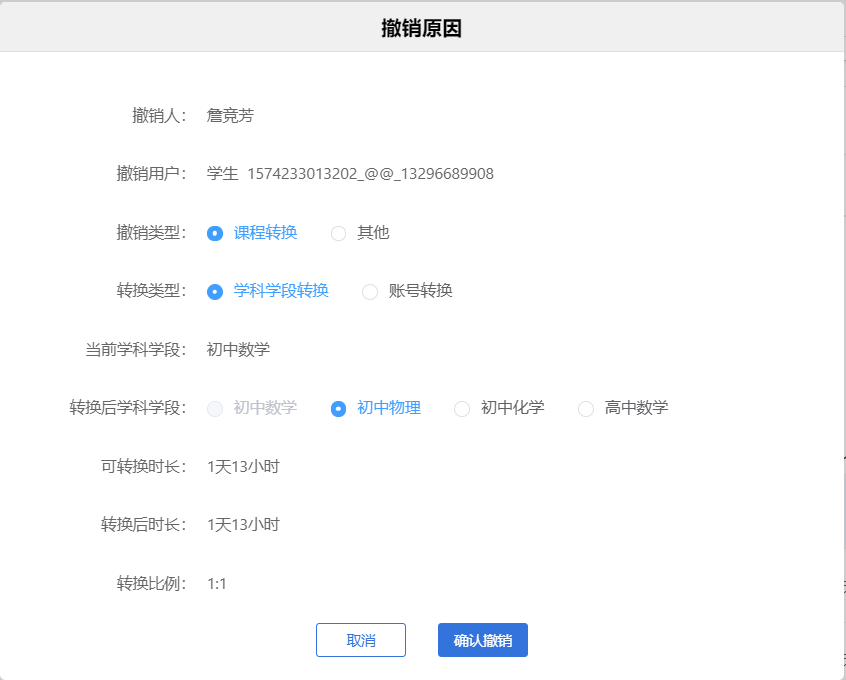 撤销原因
撤销人： 詹竞芳
撤销用户： 学生 1574233013202_@@_13296689908
撤销类型： 课程转换 其他
转换类型： 学科学段转换 账号转换
当前学科学段： 初中数学
转换后学科学段： 初中数学 初中物理 初中化学 高中数学
可转换时长： 1天13小时
转换后时长： 1天13小时
转换比例： 1:1
取消 确认撤销